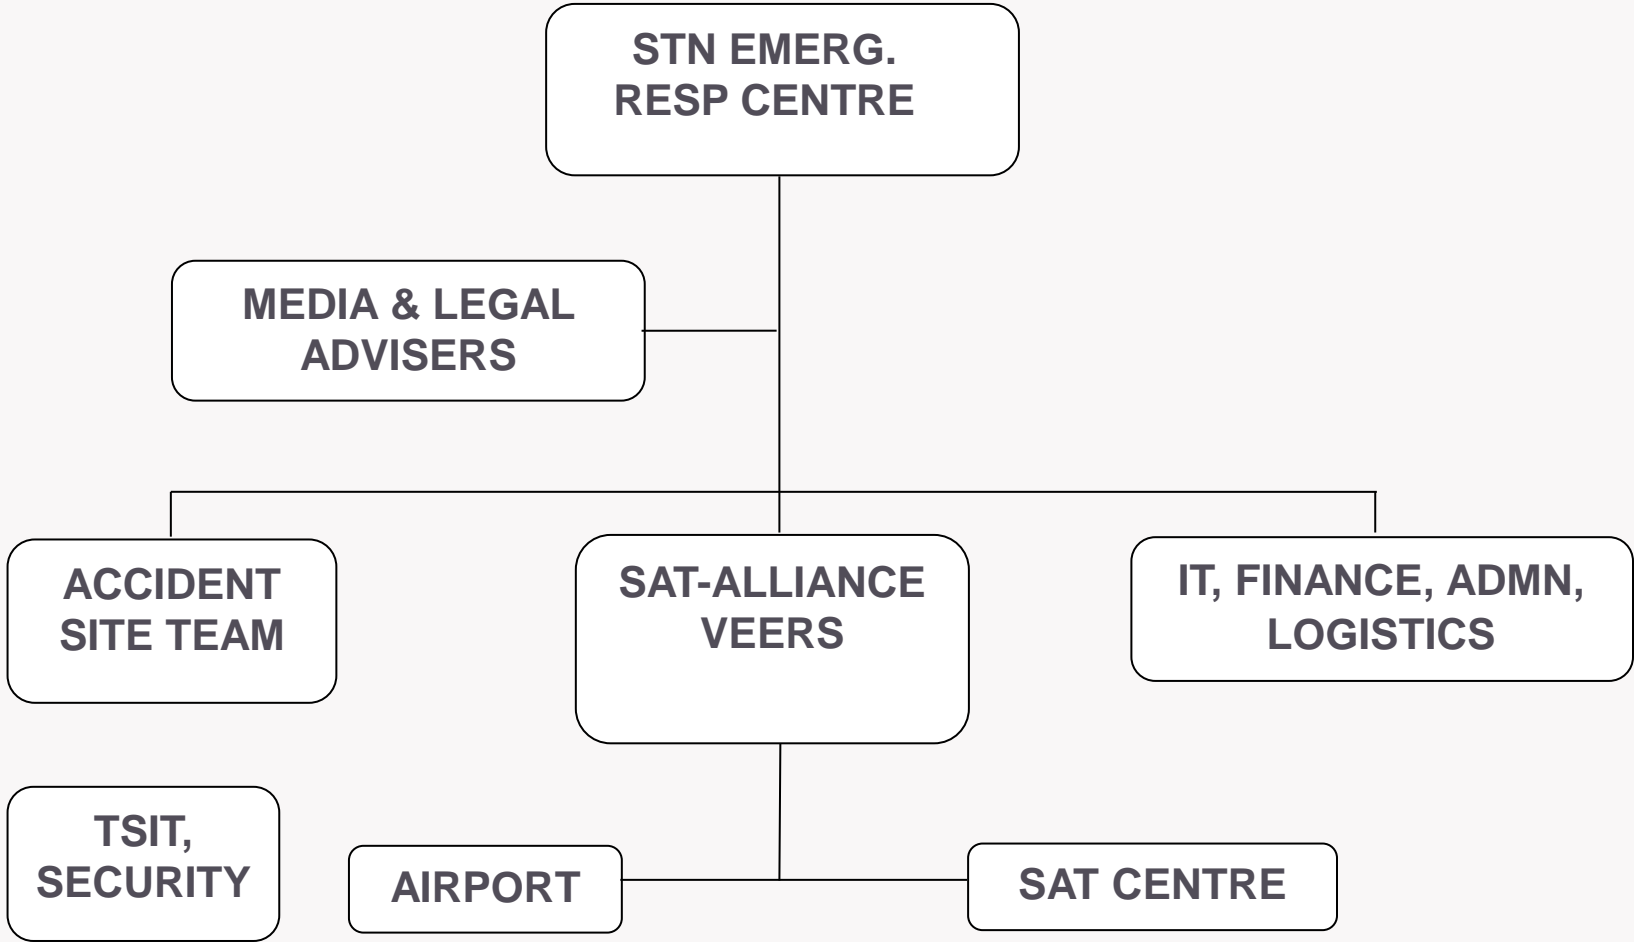 STN EMERG.
RESP CENTRE
MEDIA & LEGAL
ADVISERS
ACCIDENT
SITE TEAM
SAT-ALLIANCE
VEERS
IT, FINANCE, ADMN,
LOGISTICS
TSIT,
SECURITY
AIRPORT
SAT CENTRE